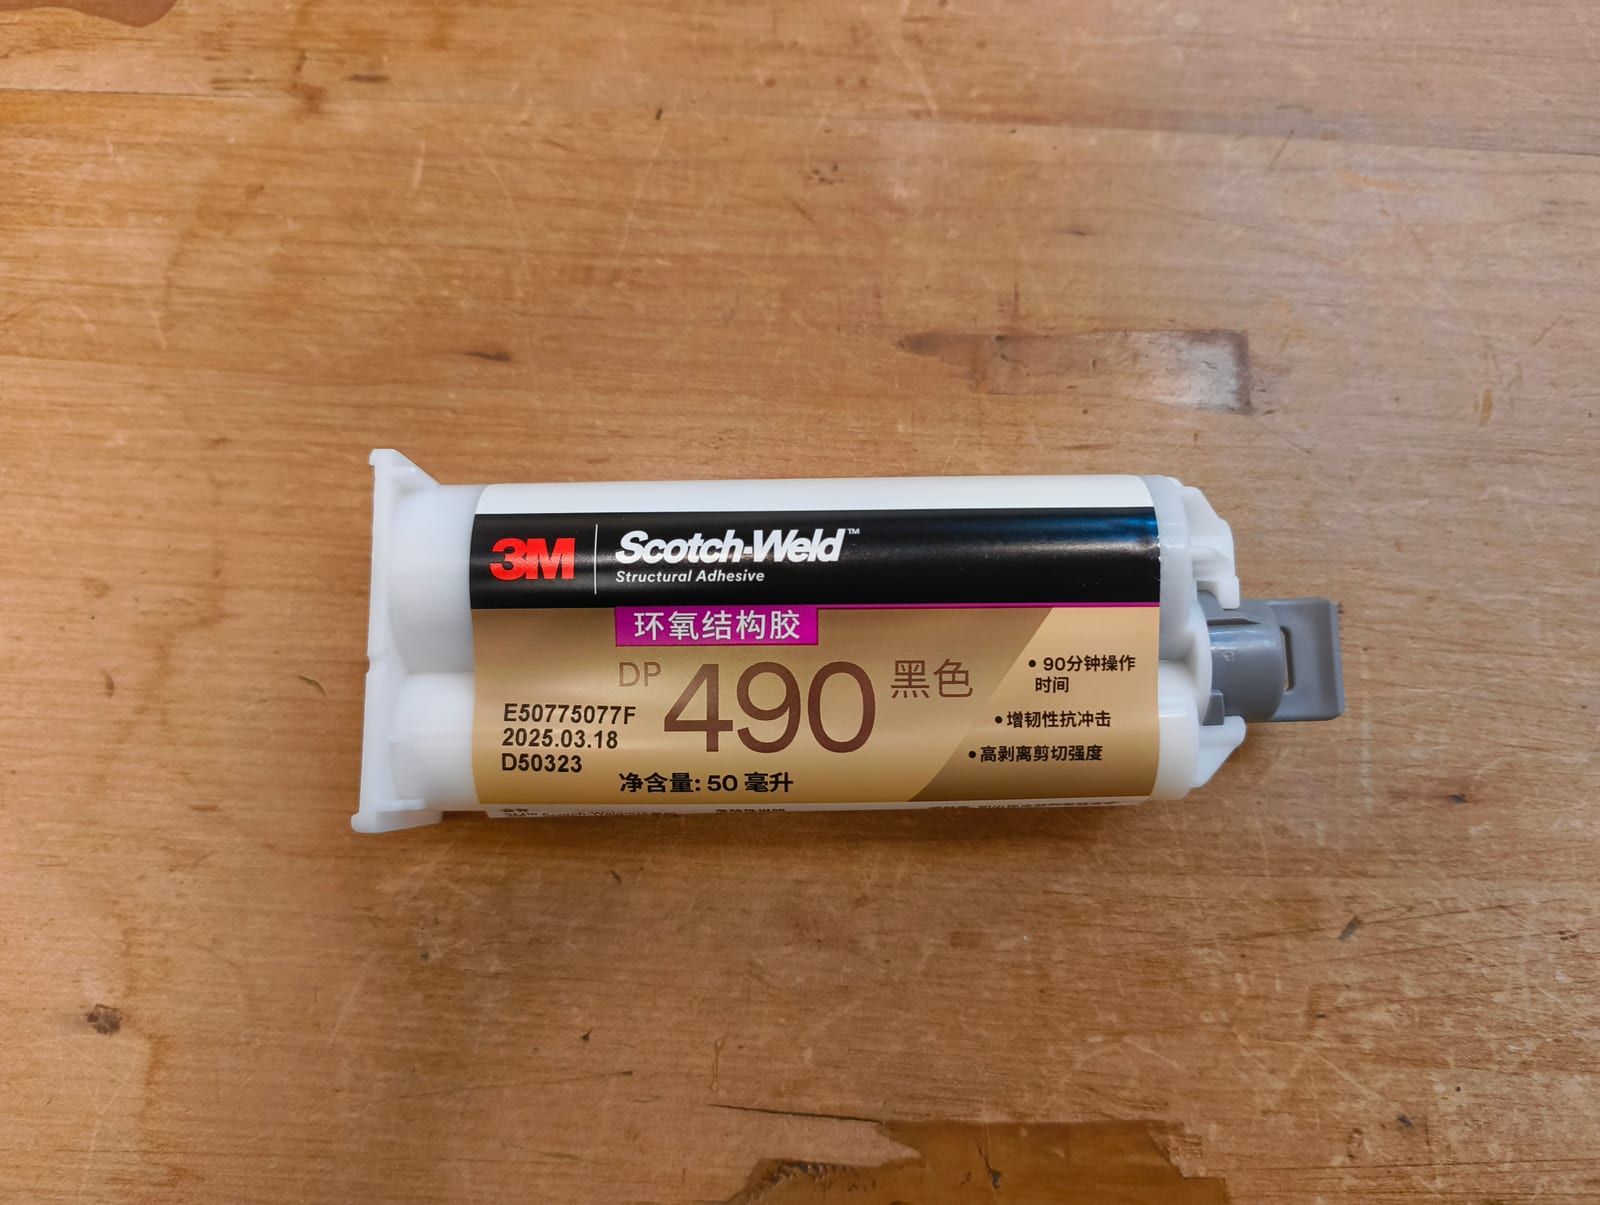 3M
Scotch-Weld™
Structural Adhesive
环氧结构胶
DP 490 黑色
E50775077F
2025.03.18
D50323
净含量: 50 毫升
• 90分钟操作
时间
• 增韧性抗冲击
• 高剥离剪切强度